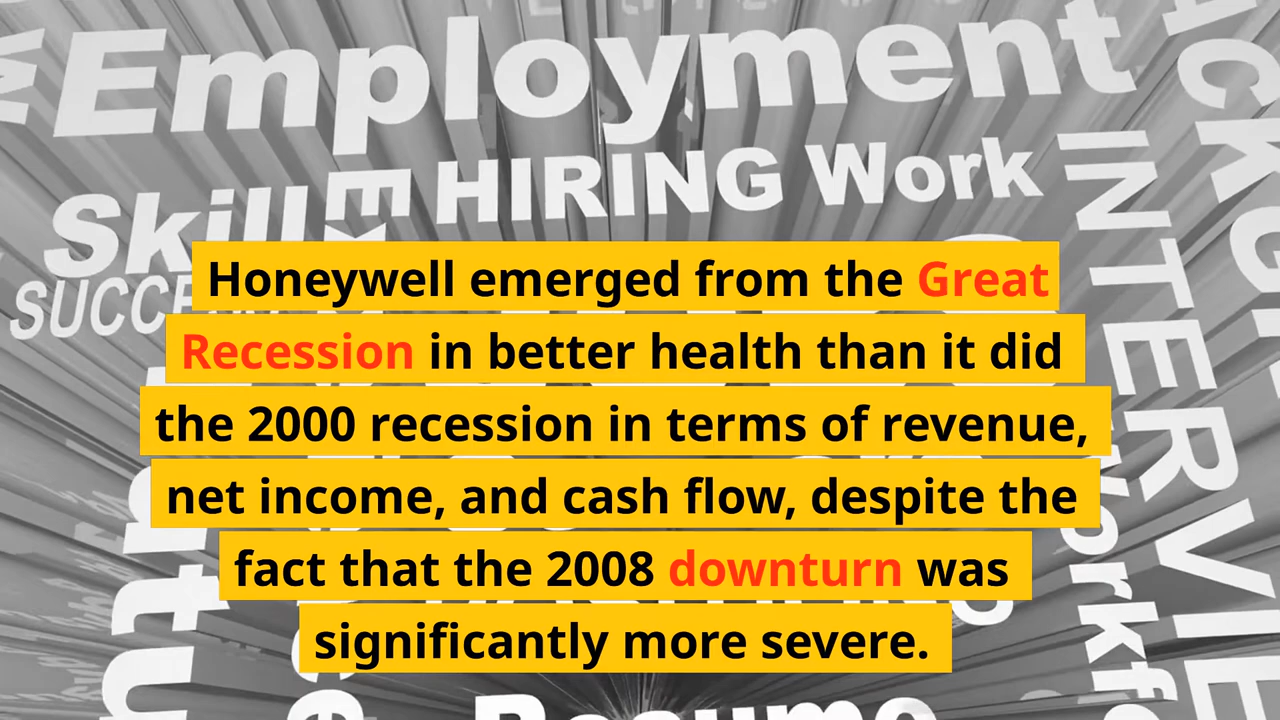 Employment
Skill
HIRING Work
INTERVIE
Honeywell emerged from the Great
Recession in better health than it did
the 2000 recession in terms of revenue,
net income, and cash flow, despite the
fact that the 2008 downturn was
significantly more severe.